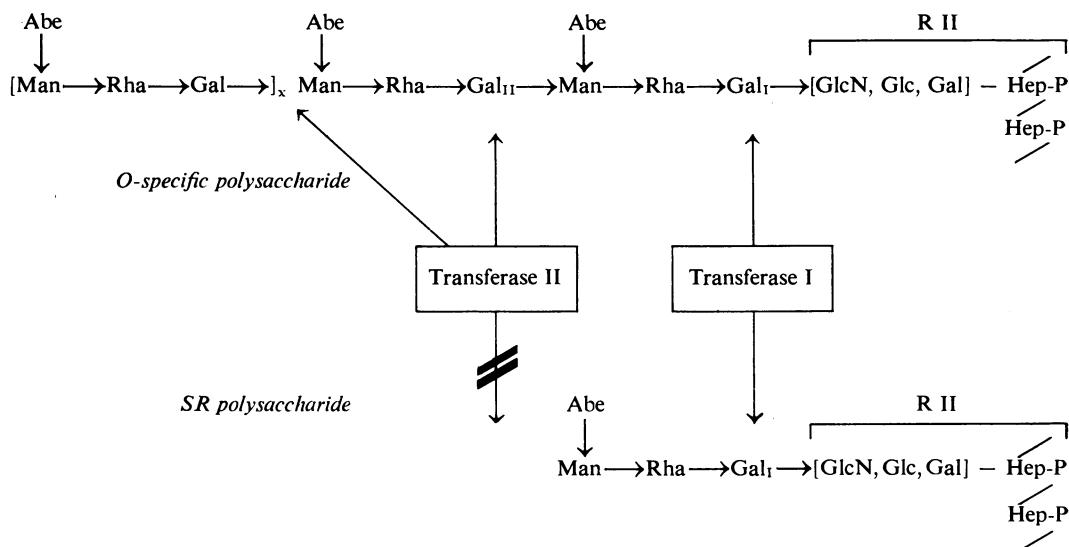 R II
Abe Abe Abe
[Man→Rha→Gal→]x Man→Rha→GalII→Man→Rha→GalI→[GlcN, Glc, Gal] – Hep-P
Hep-P
O-specific polysaccharide
Transferase II Transferase I
SR polysaccharide
R II
Abe
Man→Rha→GalI→[GlcN, Glc, Gal] – Hep-P
Hep-P